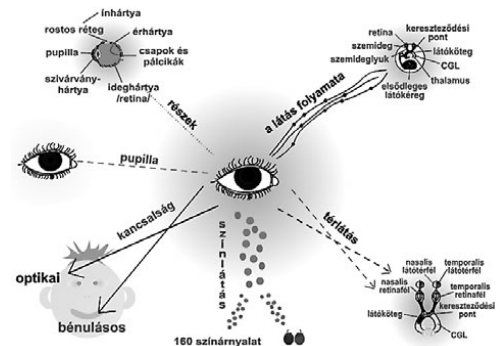 ínhártya
rostos réteg
érhártya
pupilla
csapok és
pálcikák
szivárvány-
hártya
ideghártya
/retina/
részek
retina
kereszteződési
pont
szemideg
látóköteg
szemideglyuk
CGL
thalamus
elsődleges
látókéreg
a látás folyamata
pupilla
kancsalság
optikai
bénulásos
színlátás
160 színárnyalat
térlátás
nasalis
látótérfél
temporalis
látótérfél
nasalis
retinafél
temporalis
retinafél
látóköteg
kereszteződési
pont
CGL